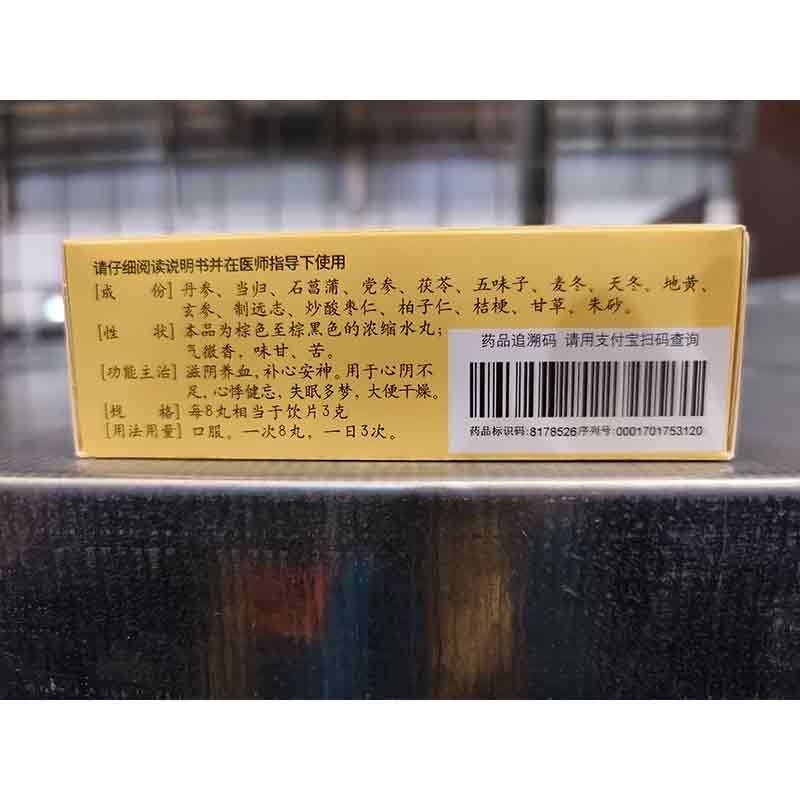 请仔细阅读说明书并在医师指导下使用
[成 份] 丹参、当归、石菖蒲、党参、茯苓、五味子、麦冬、天冬、地黄、
玄参、制远志、炒酸枣仁、柏子仁、桔梗、甘草、朱砂。
[性 状] 本品为棕色至棕黑色的浓缩水丸；
气微香，味甘、苦。
[功能主治] 滋阴养血，补心安神。用于心阴不
足，心悸健忘，失眠多梦，大便干燥。
[规 格] 每8丸相当于饮片3克
[用法用量] 口服。一次8丸，一日3次。
药品追溯码 请用支付宝扫码查询
药品标识码:8178526 序列号:0001701753120